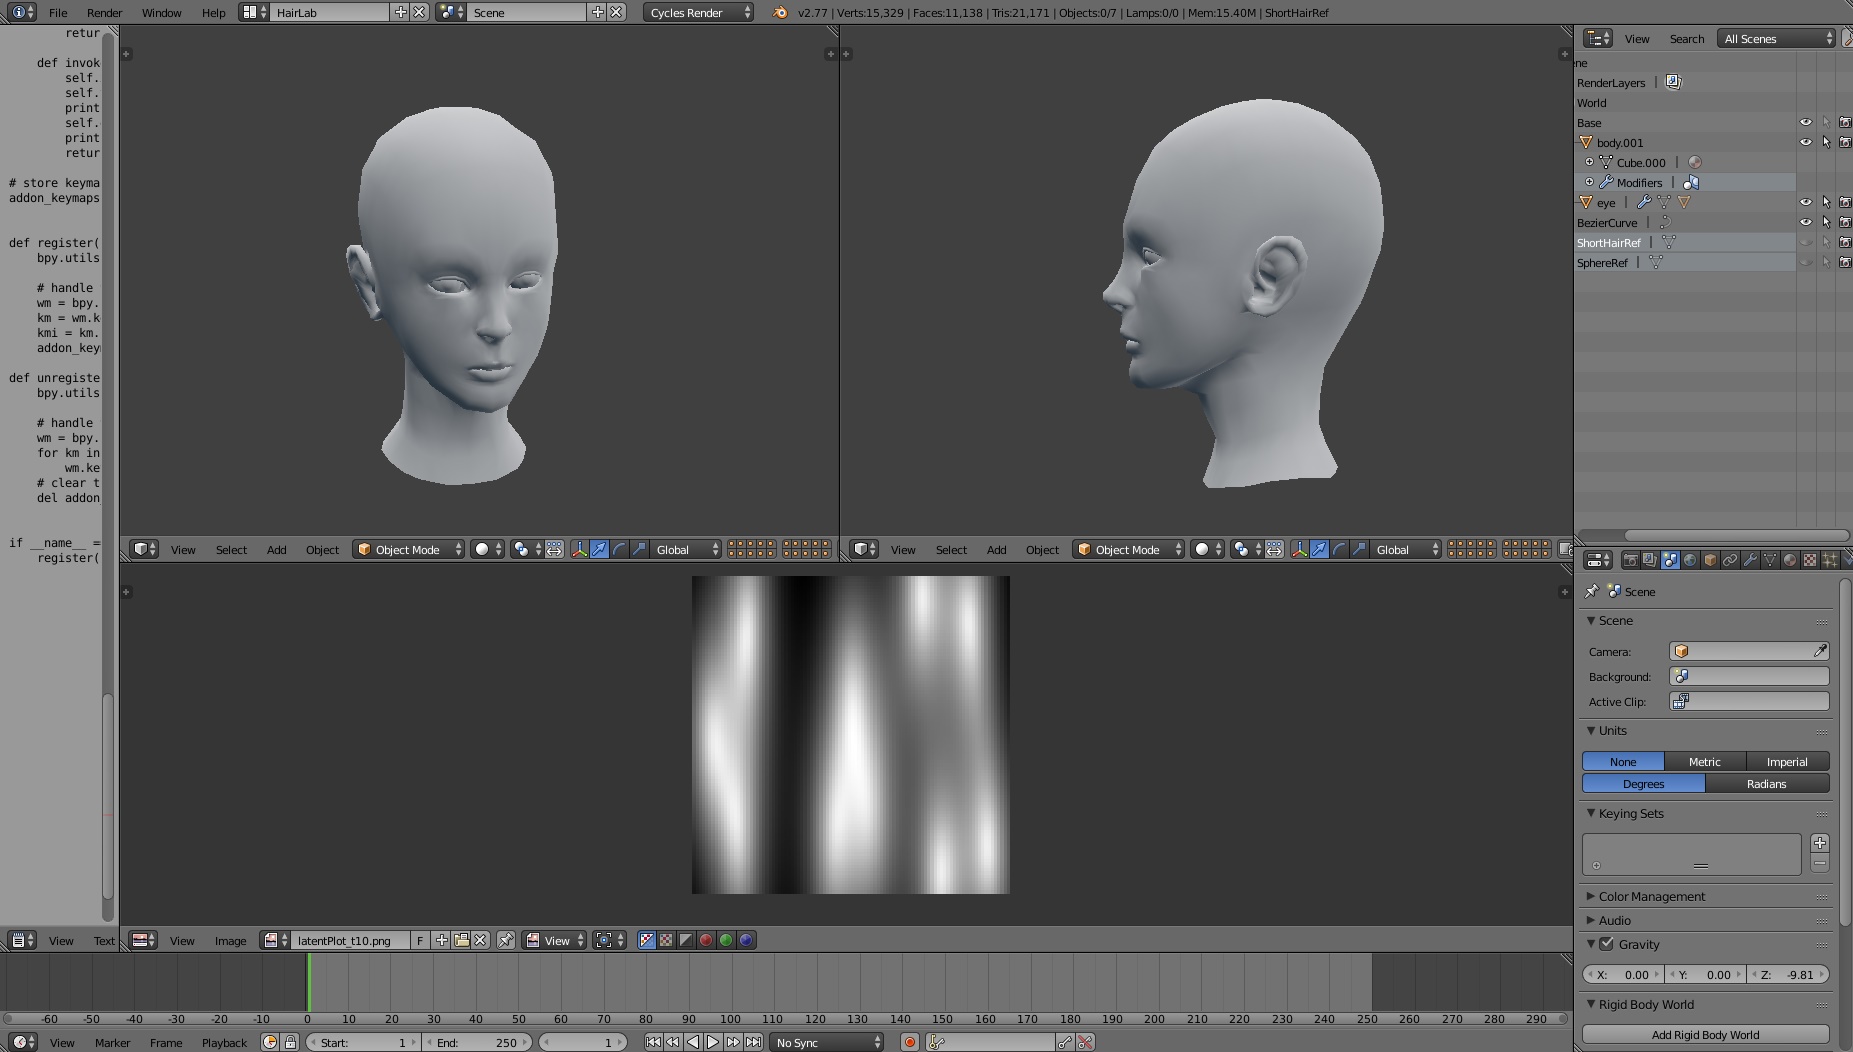 File Render Window Help HairLab Scene Cycles Render v2.77 | Verts:15,329 | Faces:11,138 | Tris:21,171 | Objects:0/7 | Lamps:0/0 | Mem:15.40M | ShortHairRef
retur
def invok
self.
self.
print
self.
print
retur
# store keyma
addon_keymaps
def register(
bpy.utils
# handle
wm = bpy.
km = wm.k
kmi = km.
addon_key
def unregiste
bpy.utils
# handle
wm = bpy.
for km in
wm.ke
# clear t
del addon
if __name__ =
register(
View Select Add Object Object Mode Global
View Select Add Object Object Mode Global
View Search All Scenes
ne
RenderLayers |
World
Base
body.001
Cube.000 |
Modifiers |
eye |
BezierCurve |
ShortHairRef |
SphereRef |
Scene
Scene
Camera:
Background:
Active Clip:
Units
None Metric Imperial
Degrees Radians
Keying Sets
Color Management
Audio
Gravity
X: 0.00 Y: 0.00 Z: -9.81
Rigid Body World
Add Rigid Body World
View Text
View Image latentPlot_t10.png F View
-60 -50 -40 -30 -20 -10 0 10 20 30 40 50 60 70 80 90 100 110 120 130 140 150 160 170 180 190 200 210 220 230 240 250 260 270 280 290
View Marker Frame Playback Start: 1 End: 250 1 No Sync